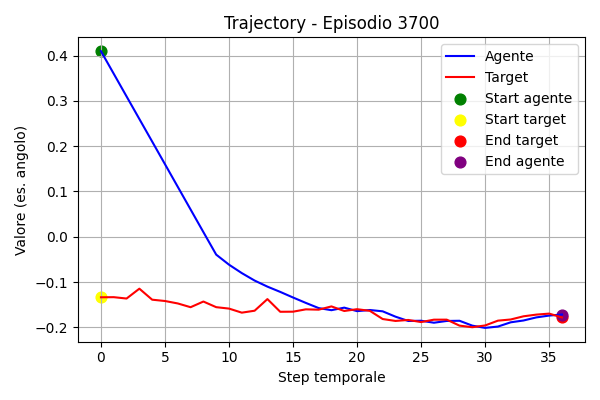 Trajectory - Episodio 3700
Valore (es. angolo)
0.4
0.3
0.2
0.1
0.0
−0.1
−0.2
0 5 10 15 20 25 30 35
Step temporale
Agente
Target
Start agente
Start target
End target
End agente